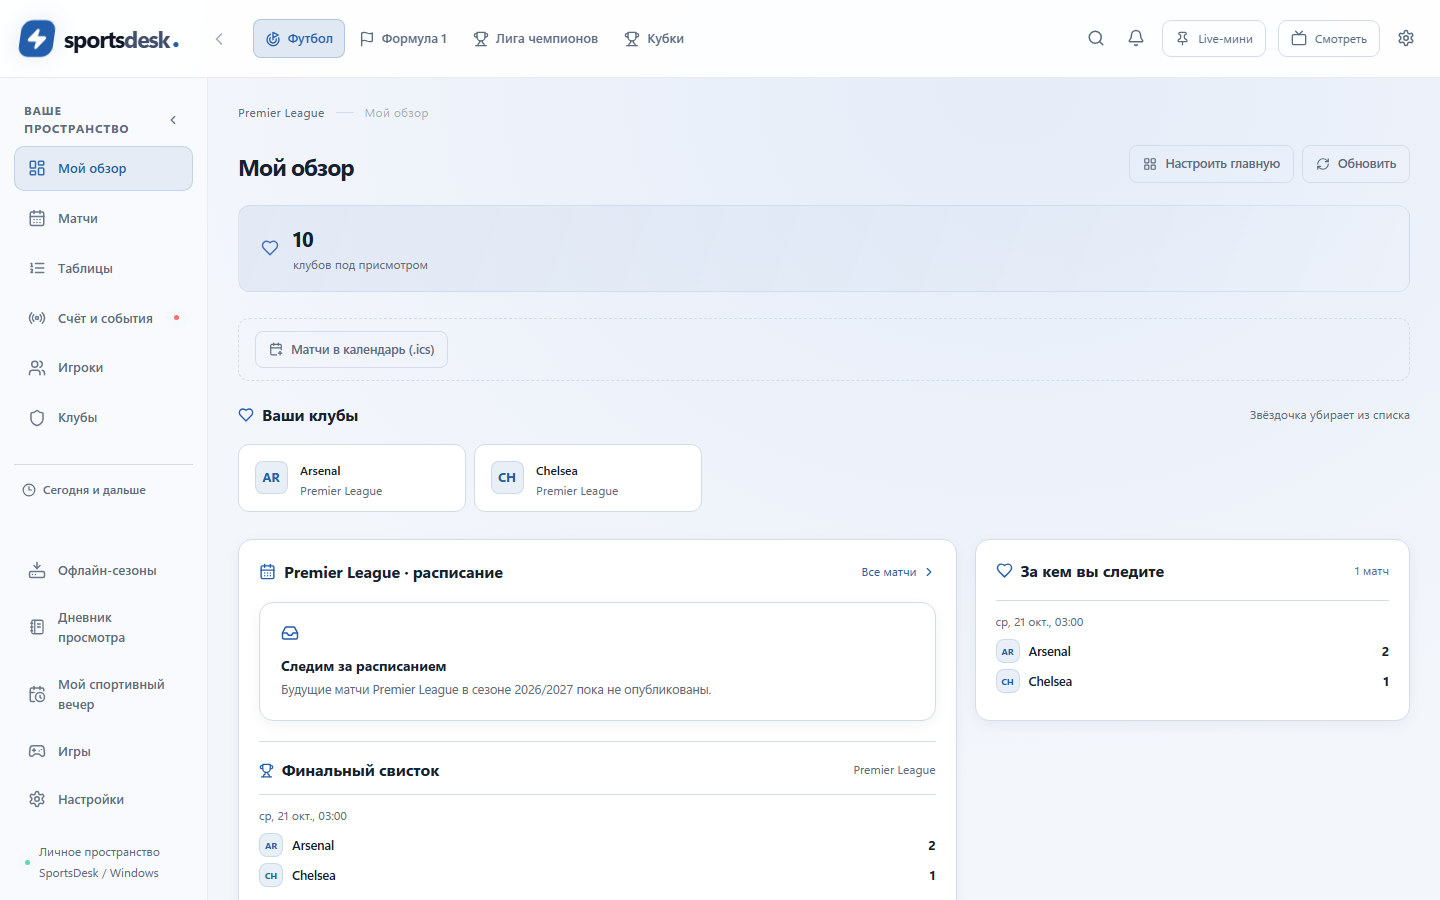 sportsdesk.
Футбол
Формула 1
Лига чемпионов
Кубки
Live-мини
Смотреть
ВАШЕ
ПРОСТРАНСТВО
Мой обзор
Матчи
Таблицы
Счёт и события
Игроки
Клубы
Сегодня и дальше
Офлайн-сезоны
Дневник
просмотра
Мой спортивный
вечер
Игры
Настройки
Личное пространство
SportsDesk / Windows
Premier League — Мой обзор
Мой обзор
Настроить главную
Обновить
10
клубов под присмотром
Матчи в календарь (.ics)
Ваши клубы
Звёздочка убирает из списка
AR
Arsenal
Premier League
CH
Chelsea
Premier League
Premier League · расписание
Все матчи
Следим за расписанием
Будущие матчи Premier League в сезоне 2026/2027 пока не опубликованы.
Финальный свисток
Premier League
ср, 21 окт., 03:00
AR Arsenal 2
CH Chelsea 1
За кем вы следите
1 матч
ср, 21 окт., 03:00
AR Arsenal 2
CH Chelsea 1